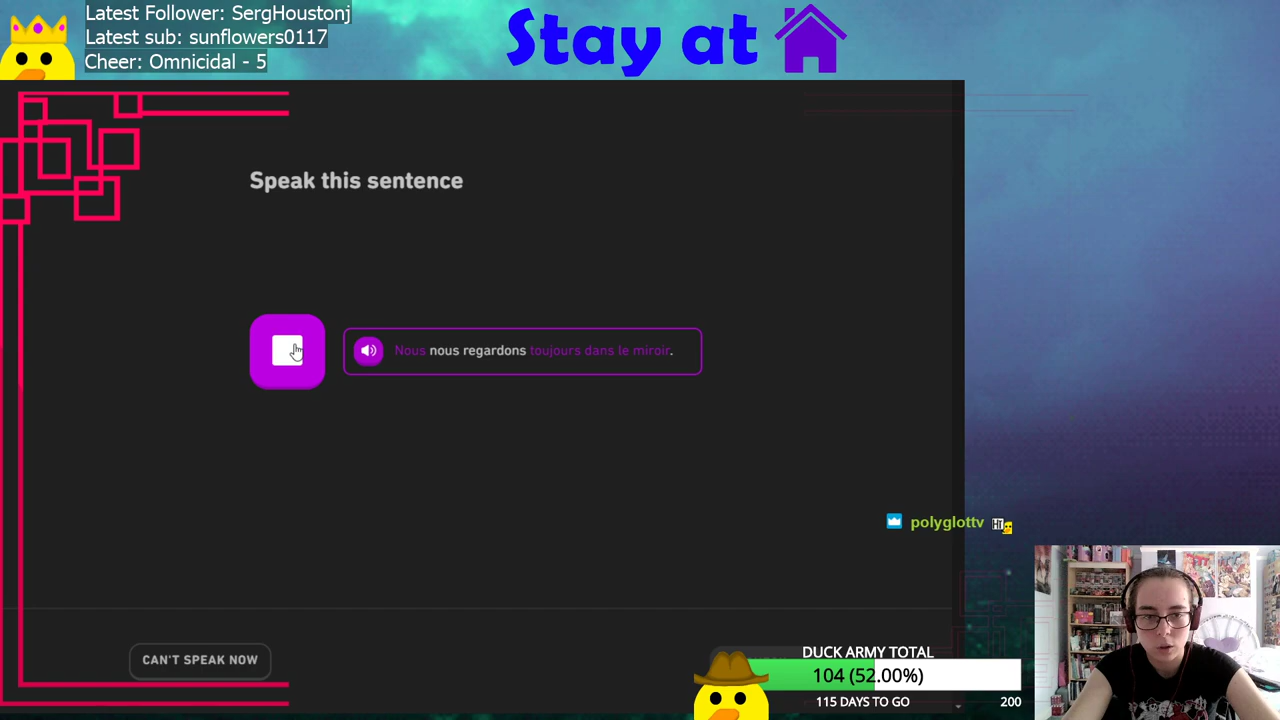 Latest Follower: SergHoustonj
Latest sub: sunflowers0117
Cheer: Omnicidal - 5
Stay at
Speak this sentence
Nous nous regardons toujours dans le miroir.
polyglottv Hi
CAN'T SPEAK NOW
DUCK ARMY TOTAL
104 (52.00%)
115 DAYS TO GO 200